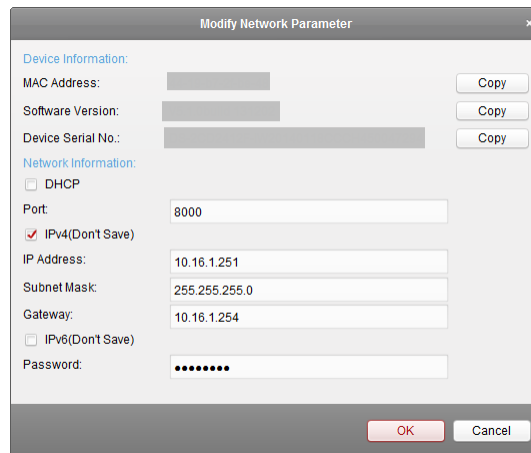 Modify Network Parameter ×
Device Information:
MAC Address: Copy
Software Version: Copy
Device Serial No.: Copy
Network Information:
DHCP
Port: 8000
IPv4(Don't Save)
IP Address: 10.16.1.251
Subnet Mask: 255.255.255.0
Gateway: 10.16.1.254
IPv6(Don't Save)
Password: ●●●●●●●●
OK Cancel